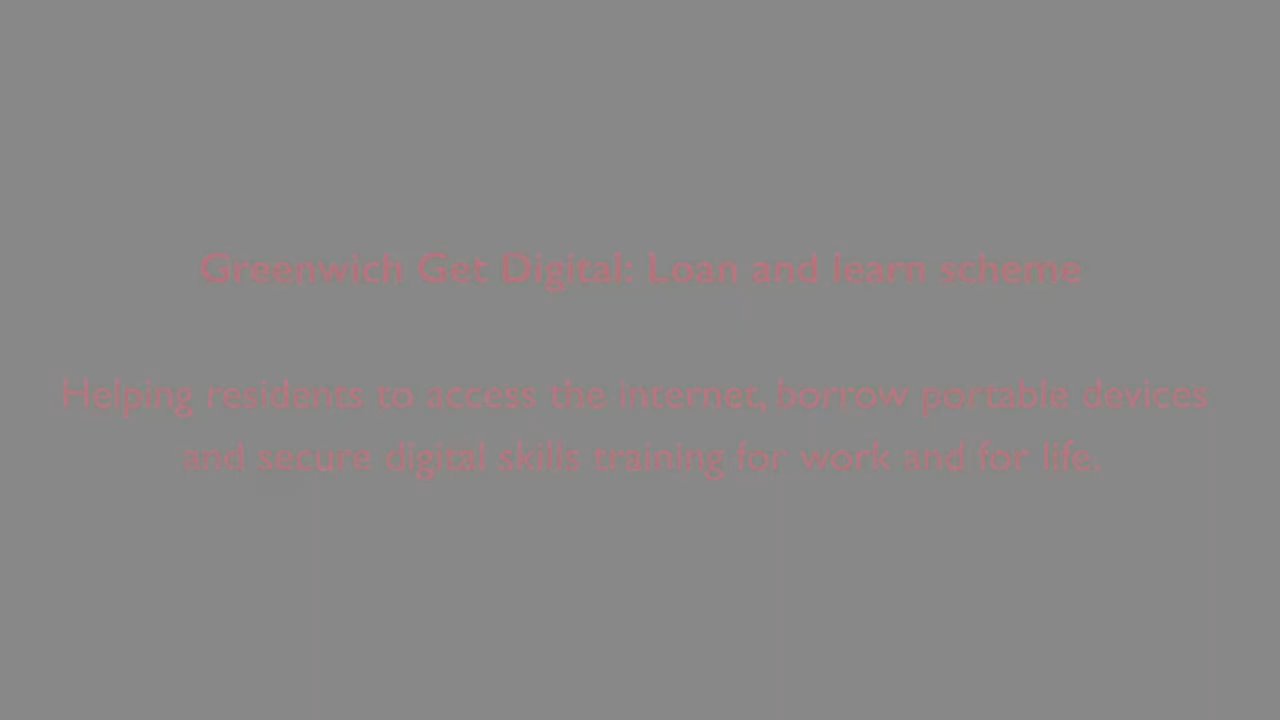 Greenwich Get Digital: Loan and learn scheme
Helping residents to access the internet, borrow portable devices
and secure digital skills training for work and for life.